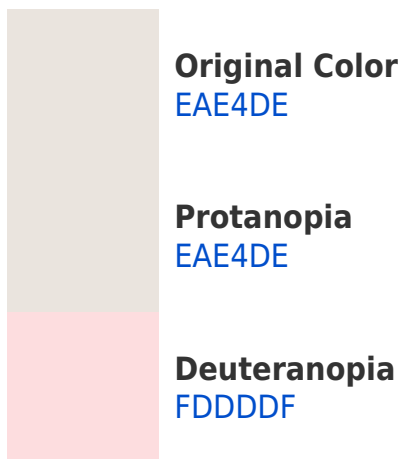 Original Color
EAE4DE
Protanopia
EAE4DE
Deuteranopia
FDDDDF